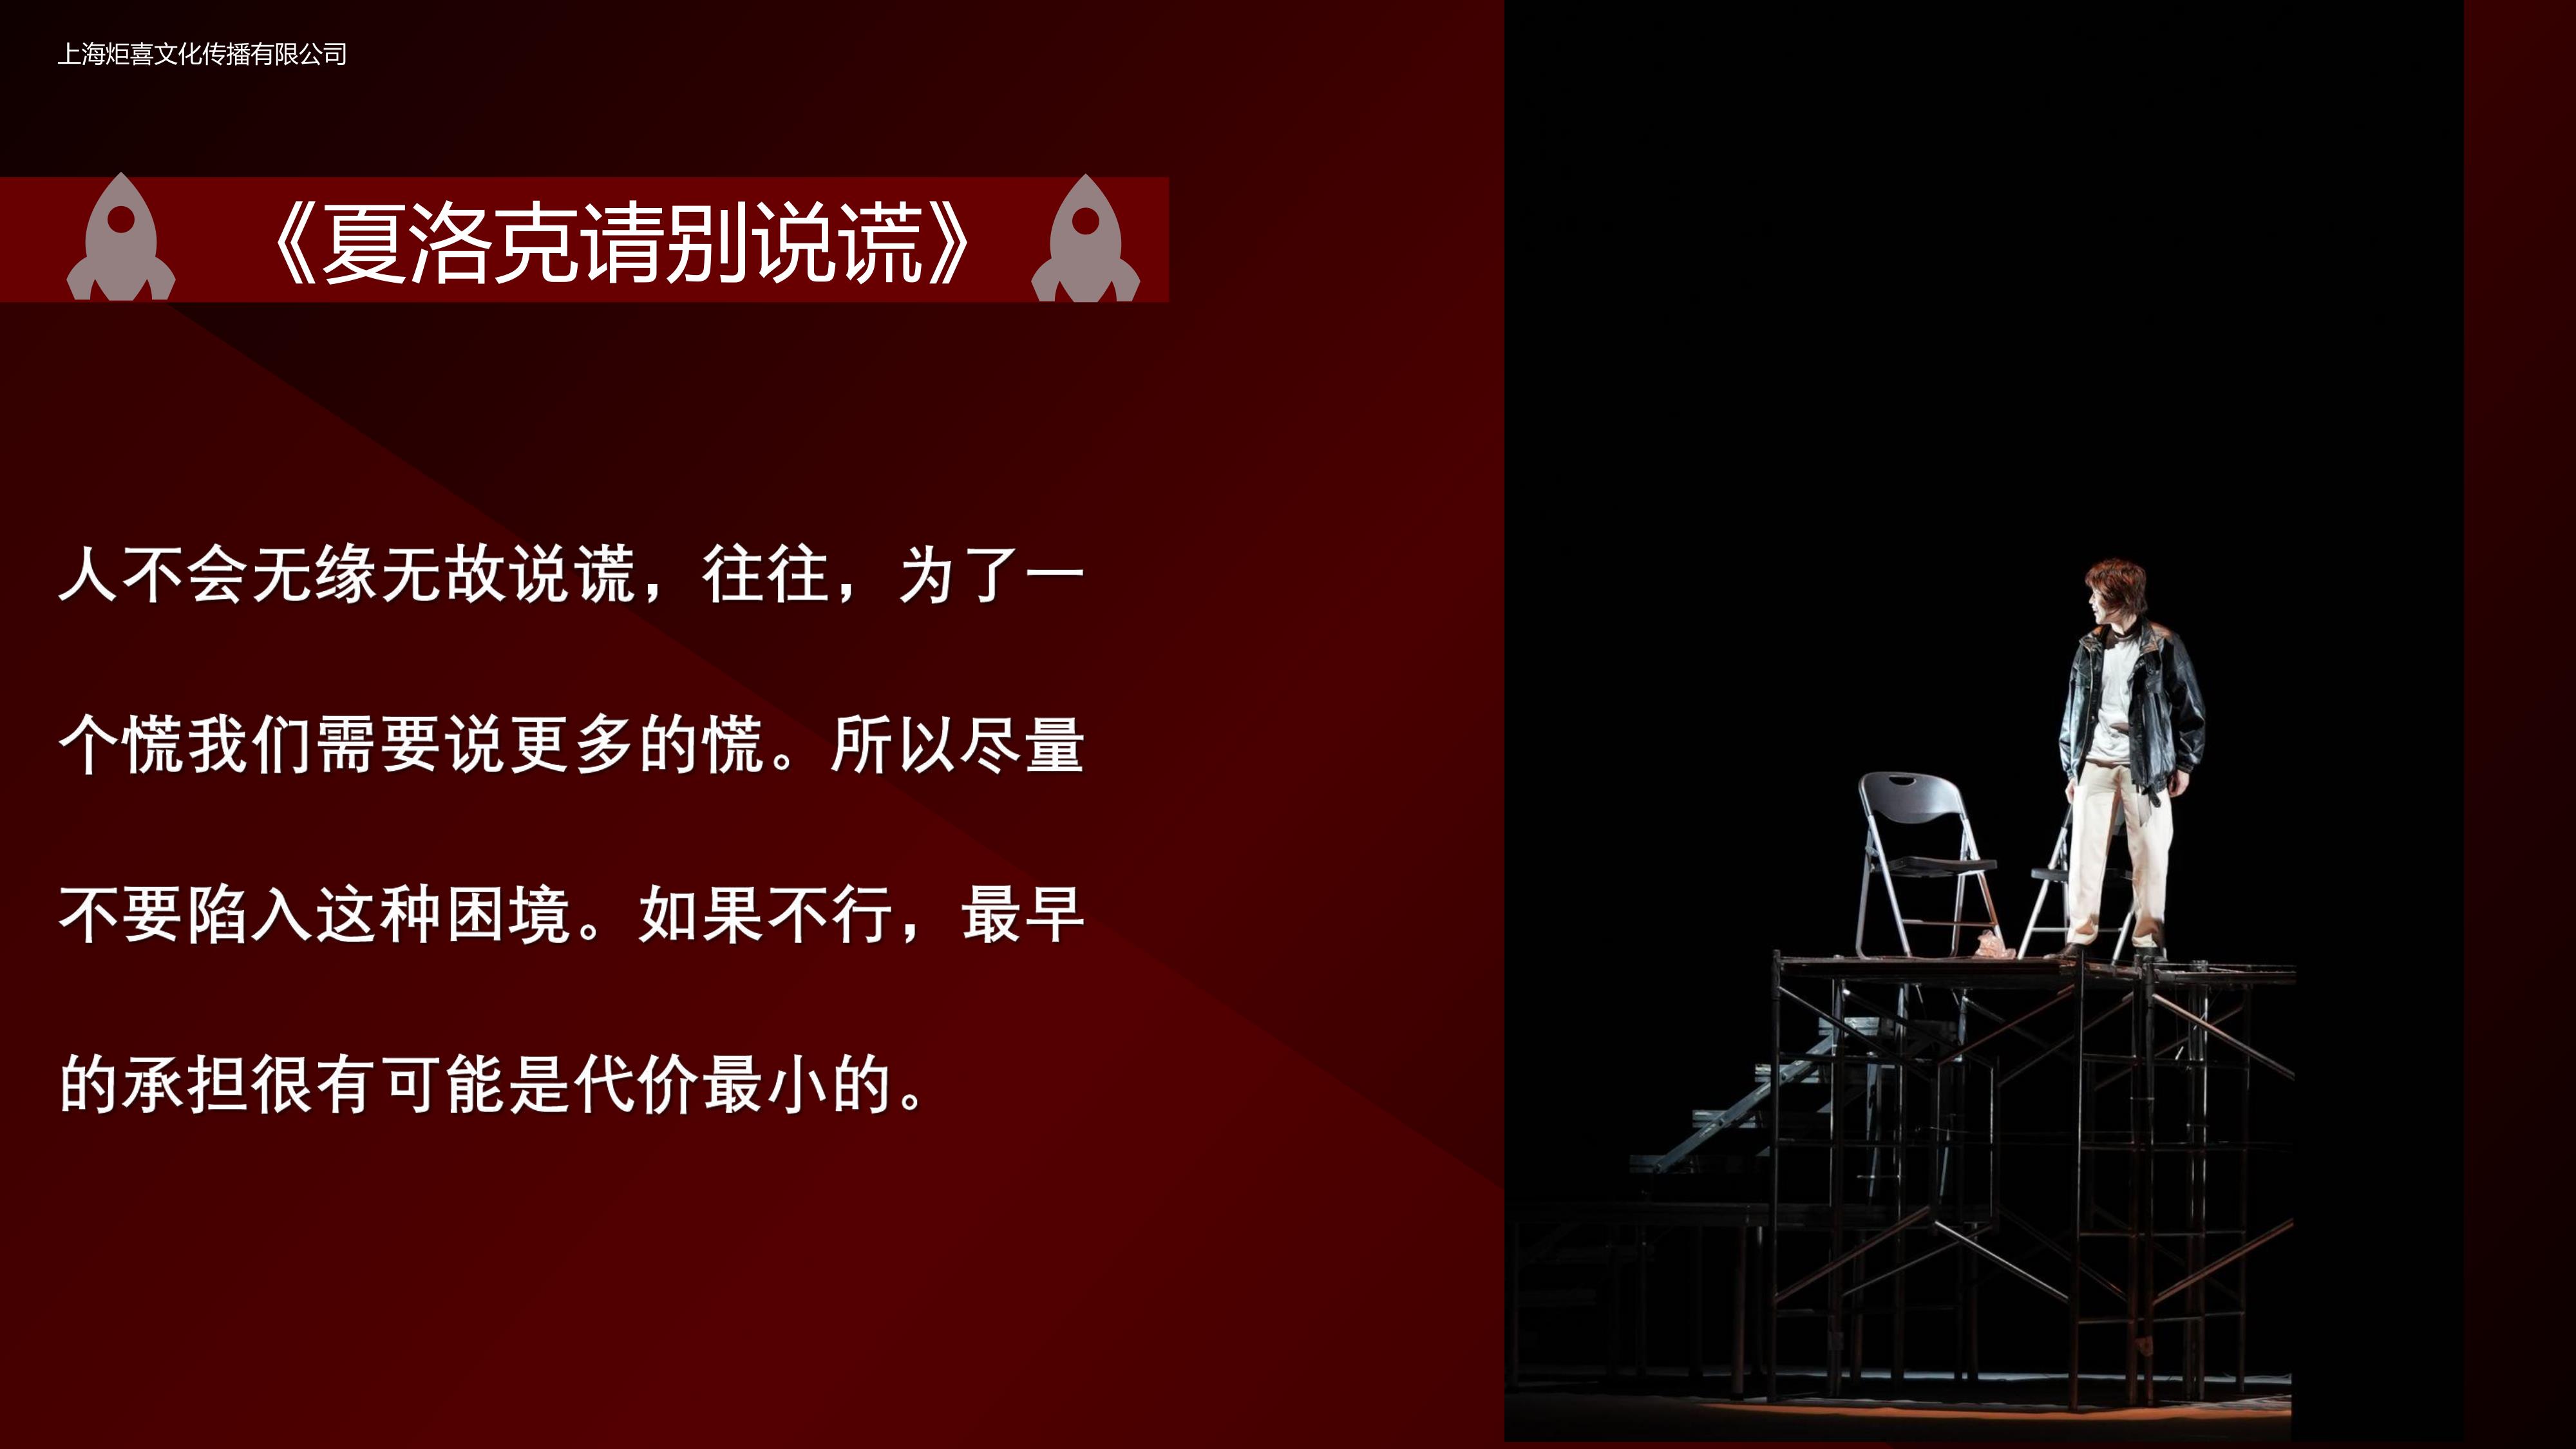 上海炬喜文化传播有限公司
《夏洛克请别说谎》
人不会无缘无故说谎，往往，为了一
个慌我们需要说更多的慌。所以尽量
不要陷入这种困境。如果不行，最早
的承担很有可能是代价最小的。